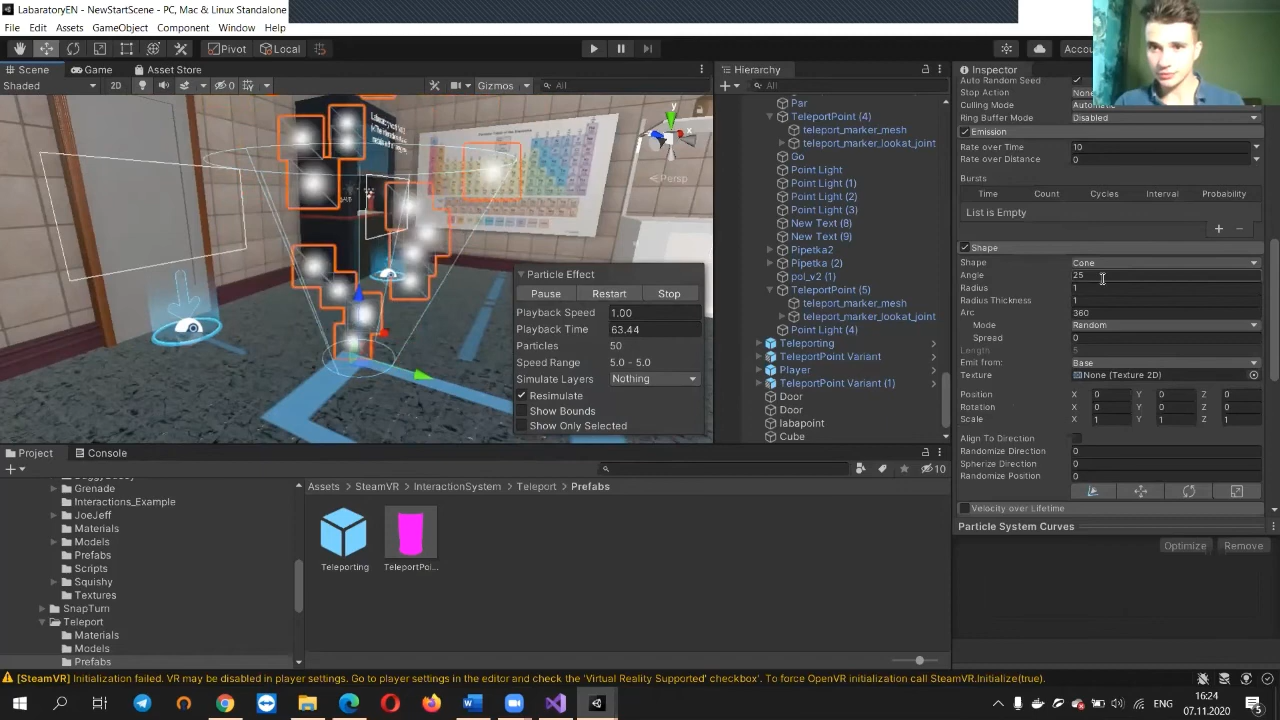 LabaratoryEN - NewStartScene - PC, Mac & Linux Standalone
File Edit Assets GameObject Component Window Help
Pivot Local Accou
Scene Game Asset Store
Shaded 2D 0 Gizmos All
Persp
y
x
Particle Effect
Pause Restart Stop
Playback Speed 1.00
Playback Time 63.44
Particles 50
Speed Range 5.0 - 5.0
Simulate Layers Nothing
Resimulate
Show Bounds
Show Only Selected
Hierarchy
All
Par
TeleportPoint (4)
teleport_marker_mesh
teleport_marker_lookat_joint
Go
Point Light
Point Light (1)
Point Light (2)
Point Light (3)
New Text (8)
New Text (9)
Pipetka2
Pipetka (2)
pol_v2 (1)
TeleportPoint (5)
teleport_marker_mesh
teleport_marker_lookat_joint
Point Light (4)
Teleporting
TeleportPoint Variant
Player
TeleportPoint Variant (1)
Door
Door
labapoint
Cube
Inspector
Auto Random Seed
Stop Action None
Culling Mode Automatic
Ring Buffer Mode Disabled
Emission
Rate over Time 10
Rate over Distance 0
Bursts
Time Count Cycles Interval Probability
List is Empty
Shape
Shape Cone
Angle 25
Radius 1
Radius Thickness 1
Arc 360
Mode Random
Spread 0
Length 5
Emit from: Base
Texture None (Texture 2D)
Position X 0 Y 0 Z 0
Rotation X 0 Y 0 Z 0
Scale X 1 Y 1 Z 1
Align To Direction
Randomize Direction 0
Spherize Direction 0
Randomize Position 0
Velocity over Lifetime
Particle System Curves
Optimize Remove
Project Console
10
Grenade
Interactions_Example
JoeJeff
Materials
Models
Prefabs
Scripts
Squishy
Textures
SnapTurn
Teleport
Materials
Models
Prefabs
Assets SteamVR InteractionSystem Teleport Prefabs
Teleporting TeleportPoi...
[SteamVR] Initialization failed. VR may be disabled in player settings. Go to player settings in the editor and check the 'Virtual Reality Supported' checkbox.' To force OpenVR initialization call SteamVR.Initialize(true).
ENG
16:24
07.11.2020
5